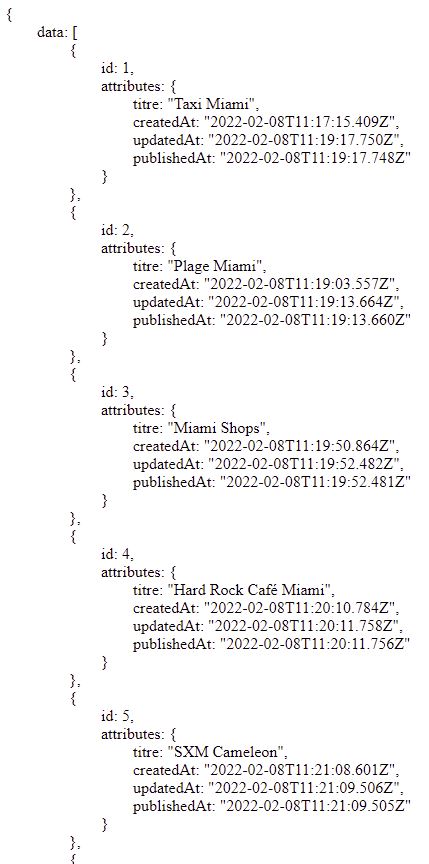 {
data: [
{
id: 1,
attributes: {
titre: "Taxi Miami",
createdAt: "2022-02-08T11:17:15.409Z",
updatedAt: "2022-02-08T11:19:17.750Z",
publishedAt: "2022-02-08T11:19:17.748Z"
}
},
{
id: 2,
attributes: {
titre: "Plage Miami",
createdAt: "2022-02-08T11:19:03.557Z",
updatedAt: "2022-02-08T11:19:13.664Z",
publishedAt: "2022-02-08T11:19:13.660Z"
}
},
{
id: 3,
attributes: {
titre: "Miami Shops",
createdAt: "2022-02-08T11:19:50.864Z",
updatedAt: "2022-02-08T11:19:52.482Z",
publishedAt: "2022-02-08T11:19:52.481Z"
}
},
{
id: 4,
attributes: {
titre: "Hard Rock Café Miami",
createdAt: "2022-02-08T11:20:10.784Z",
updatedAt: "2022-02-08T11:20:11.758Z",
publishedAt: "2022-02-08T11:20:11.756Z"
}
},
{
id: 5,
attributes: {
titre: "SXM Cameleon",
createdAt: "2022-02-08T11:21:08.601Z",
updatedAt: "2022-02-08T11:21:09.506Z",
publishedAt: "2022-02-08T11:21:09.505Z"
}
},
{